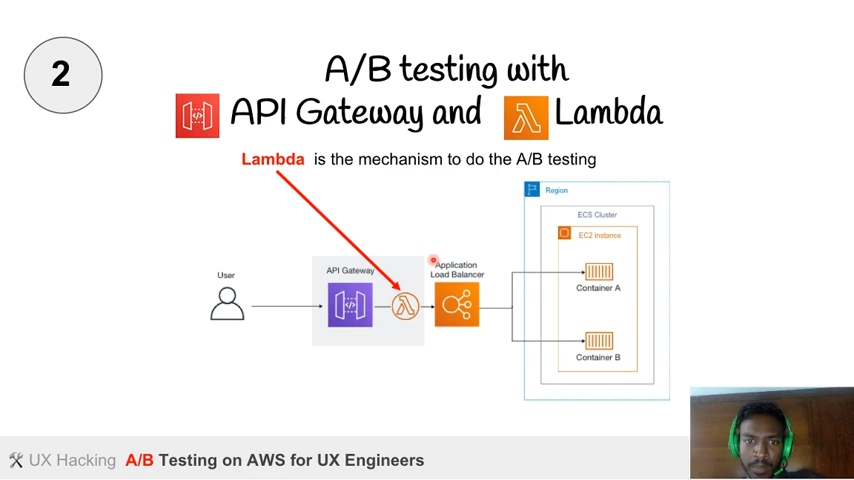 2
A/B testing with
API Gateway and Lambda
Lambda is the mechanism to do the A/B testing
Region
ECS Cluster
EC2 instance
User
API Gateway
Application
Load Balancer
Container A
Container B
UX Hacking A/B Testing on AWS for UX Engineers